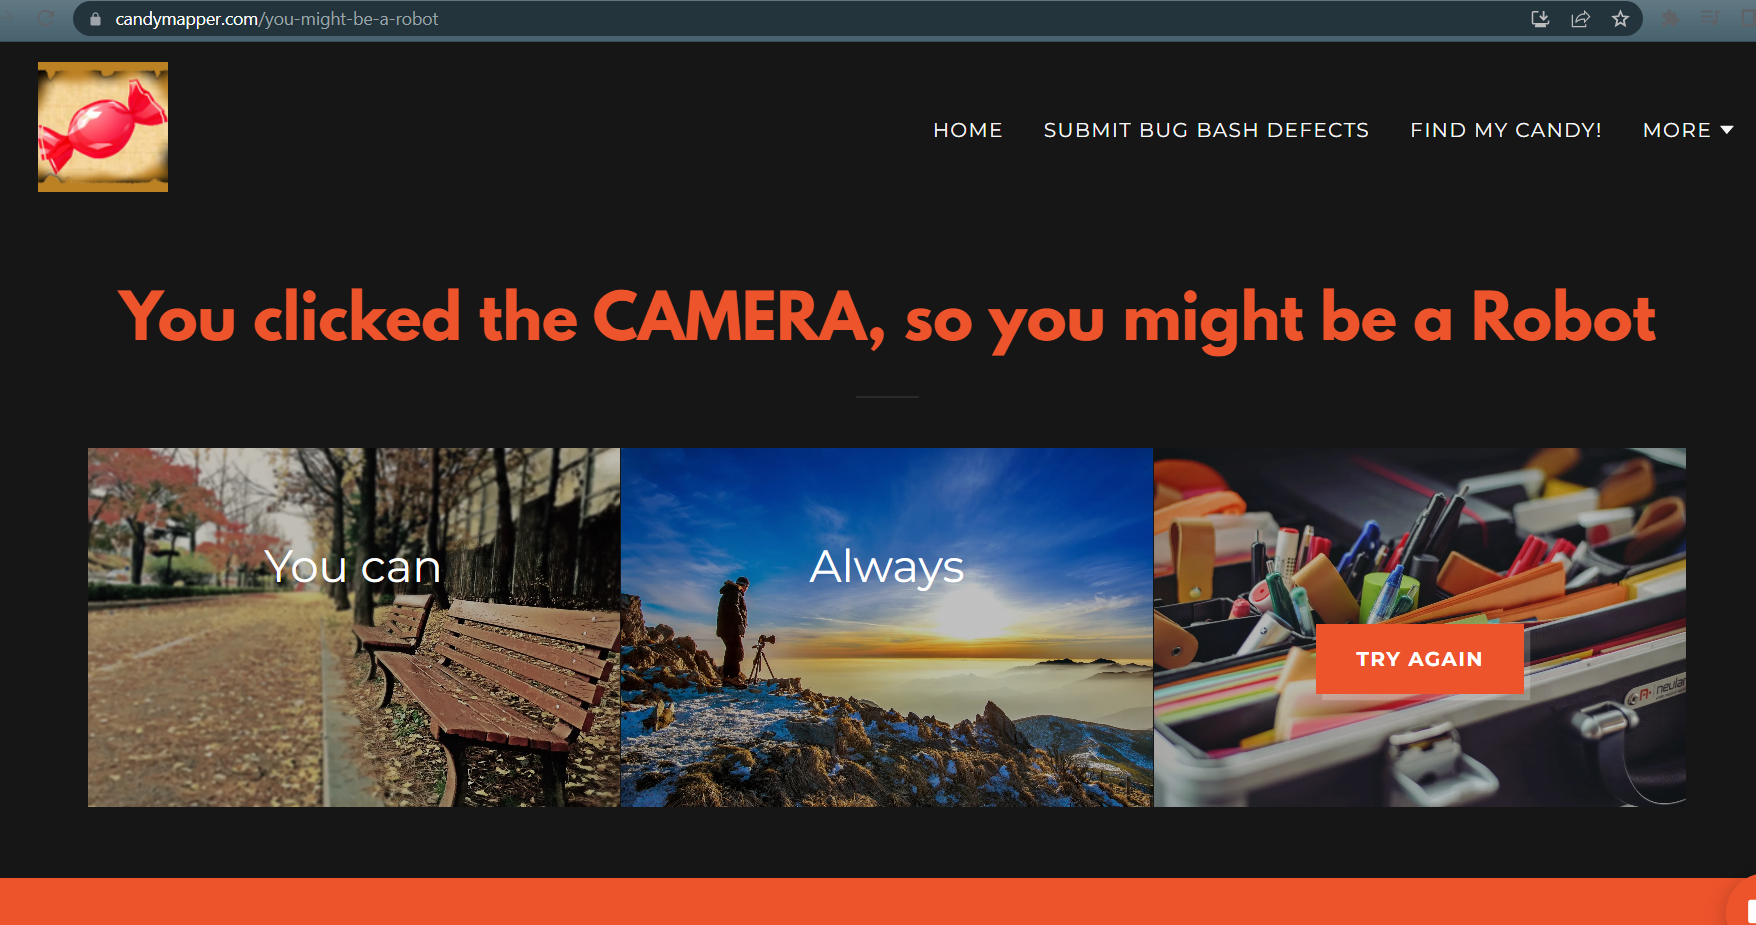 candymapper.com/you-might-be-a-robot
HOME
SUBMIT BUG BASH DEFECTS
FIND MY CANDY!
MORE
You clicked the CAMERA, so you might be a Robot
You can
Always
TRY AGAIN